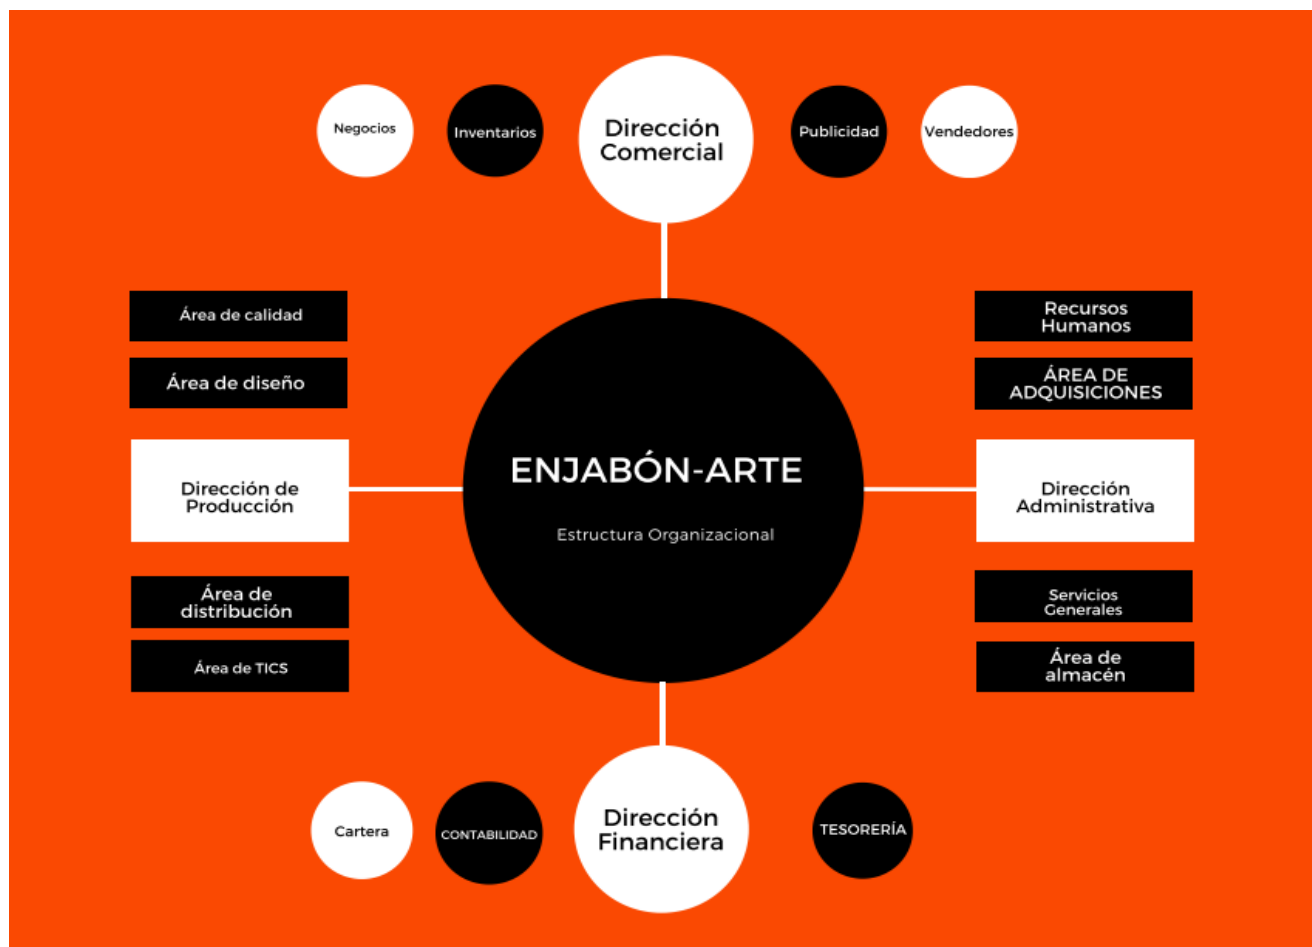 Negocios
Inventarios
Dirección
Comercial
Publicidad
Vendedores
Área de calidad
Área de diseño
Dirección de
Producción
Área de
distribución
Área de TICS
ENJABÓN-ARTE
Estructura Organizacional
Recursos
Humanos
ÁREA DE
ADQUISICIONES
Dirección
Administrativa
Servicios
Generales
Área de
almacén
Cartera
CONTABILIDAD
Dirección
Financiera
TESORERÍA